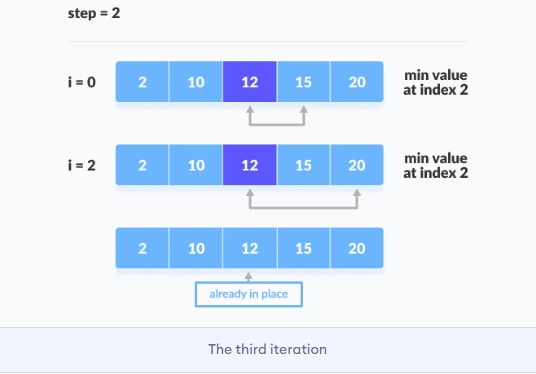 step = 2
i = 0
2 10 12 15 20
min value
at index 2
i = 2
2 10 12 15 20
min value
at index 2
2 10 12 15 20
already in place
The third iteration